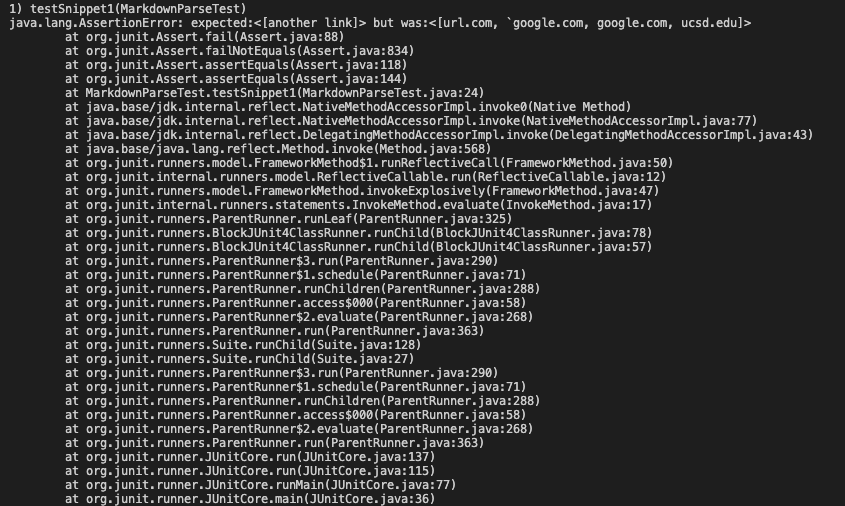 1) testSnippet1(MarkdownParseTest)
java.lang.AssertionError: expected:<[another link]> but was:<[url.com, `google.com, google.com, ucsd.edu]>
at org.junit.Assert.fail(Assert.java:88)
at org.junit.Assert.failNotEquals(Assert.java:834)
at org.junit.Assert.assertEquals(Assert.java:118)
at org.junit.Assert.assertEquals(Assert.java:144)
at MarkdownParseTest.testSnippet1(MarkdownParseTest.java:24)
at java.base/jdk.internal.reflect.NativeMethodAccessorImpl.invoke0(Native Method)
at java.base/jdk.internal.reflect.NativeMethodAccessorImpl.invoke(NativeMethodAccessorImpl.java:77)
at java.base/jdk.internal.reflect.DelegatingMethodAccessorImpl.invoke(DelegatingMethodAccessorImpl.java:43)
at java.base/java.lang.reflect.Method.invoke(Method.java:568)
at org.junit.runners.model.FrameworkMethod$1.runReflectiveCall(FrameworkMethod.java:50)
at org.junit.internal.runners.model.ReflectiveCallable.run(ReflectiveCallable.java:12)
at org.junit.runners.model.FrameworkMethod.invokeExplosively(FrameworkMethod.java:47)
at org.junit.internal.runners.statements.InvokeMethod.evaluate(InvokeMethod.java:17)
at org.junit.runners.ParentRunner.runLeaf(ParentRunner.java:325)
at org.junit.runners.BlockJUnit4ClassRunner.runChild(BlockJUnit4ClassRunner.java:78)
at org.junit.runners.BlockJUnit4ClassRunner.runChild(BlockJUnit4ClassRunner.java:57)
at org.junit.runners.ParentRunner$3.run(ParentRunner.java:290)
at org.junit.runners.ParentRunner$1.schedule(ParentRunner.java:71)
at org.junit.runners.ParentRunner.runChildren(ParentRunner.java:288)
at org.junit.runners.ParentRunner.access$000(ParentRunner.java:58)
at org.junit.runners.ParentRunner$2.evaluate(ParentRunner.java:268)
at org.junit.runners.ParentRunner.run(ParentRunner.java:363)
at org.junit.runners.Suite.runChild(Suite.java:128)
at org.junit.runners.Suite.runChild(Suite.java:27)
at org.junit.runners.ParentRunner$3.run(ParentRunner.java:290)
at org.junit.runners.ParentRunner$1.schedule(ParentRunner.java:71)
at org.junit.runners.ParentRunner.runChildren(ParentRunner.java:288)
at org.junit.runners.ParentRunner.access$000(ParentRunner.java:58)
at org.junit.runners.ParentRunner$2.evaluate(ParentRunner.java:268)
at org.junit.runners.ParentRunner.run(ParentRunner.java:363)
at org.junit.runner.JUnitCore.run(JUnitCore.java:137)
at org.junit.runner.JUnitCore.run(JUnitCore.java:115)
at org.junit.runner.JUnitCore.runMain(JUnitCore.java:77)
at org.junit.runner.JUnitCore.main(JUnitCore.java:36)